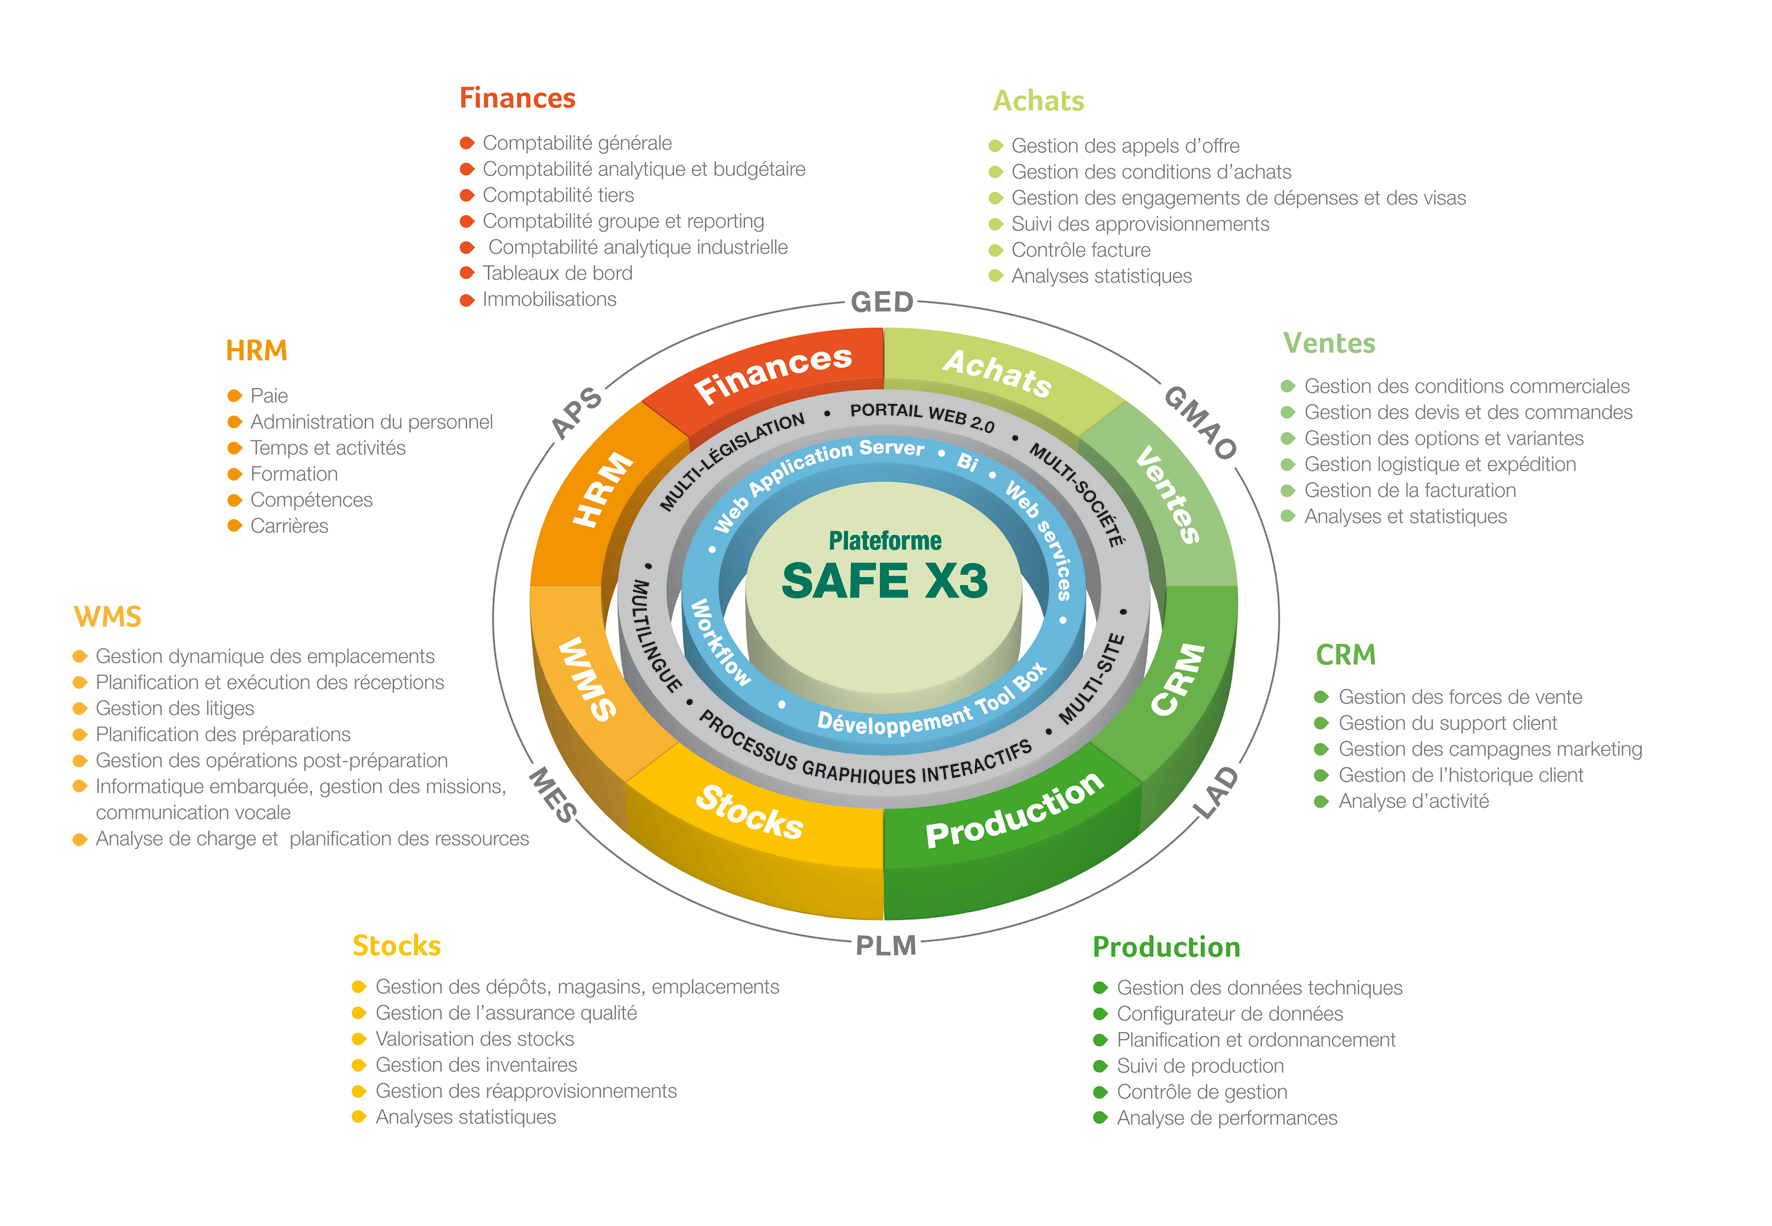 Finances
Comptabilité générale
Comptabilité analytique et budgétaire
Comptabilité tiers
Comptabilité groupe et reporting
Comptabilité analytique industrielle
Tableaux de bord
Immobilisations
Achats
Gestion des appels d’offre
Gestion des conditions d’achats
Gestion des engagements de dépenses et des visas
Suivi des approvisionnements
Contrôle facture
Analyses statistiques
HRM
Paie
Administration du personnel
Temps et activités
Formation
Compétences
Carrières
Ventes
Gestion des conditions commerciales
Gestion des devis et des commandes
Gestion des options et variantes
Gestion logistique et expédition
Gestion de la facturation
Analyses et statistiques
WMS
Gestion dynamique des emplacements
Planification et exécution des réceptions
Gestion des litiges
Planification des préparations
Gestion des opérations post-préparation
Informatique embarquée, gestion des missions,
communication vocale
Analyse de charge et planification des ressources
CRM
Gestion des forces de vente
Gestion du support client
Gestion des campagnes marketing
Gestion de l’historique client
Analyse d’activité
Stocks
Gestion des dépôts, magasins, emplacements
Gestion de l’assurance qualité
Valorisation des stocks
Gestion des inventaires
Gestion des réapprovisionnements
Analyses statistiques
Production
Gestion des données techniques
Configurateur de données
Planification et ordonnancement
Suivi de production
Contrôle de gestion
Analyse de performances
GED
GMAO
LAD
PLM
MES
APS
Finances
Achats
Ventes
CRM
Production
Stocks
WMS
HRM
MULTI-LÉGISLATION • PORTAIL WEB 2.0 • MULTI-SOCIÉTÉ
• MULTI-SITE • PROCESSUS GRAPHIQUES INTERACTIFS • MULTILINGUE •
• Web Application Server • Bi • Web services •
Développement Tool Box • Workflow
Plateforme
SAFE X3